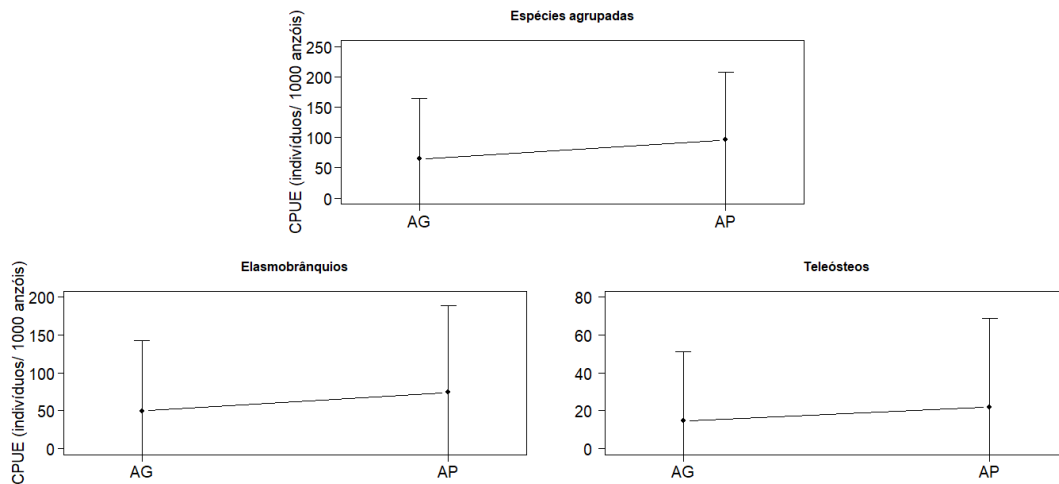 Espécies agrupadas
CPUE (indivíduos/ 1000 anzóis)
250
200
150
100
50
0
AG
AP
Elasmobrânquios
CPUE (indivíduos/ 1000 anzóis)
200
150
100
50
0
AG
AP
Teleósteos
80
60
40
20
0
AG
AP